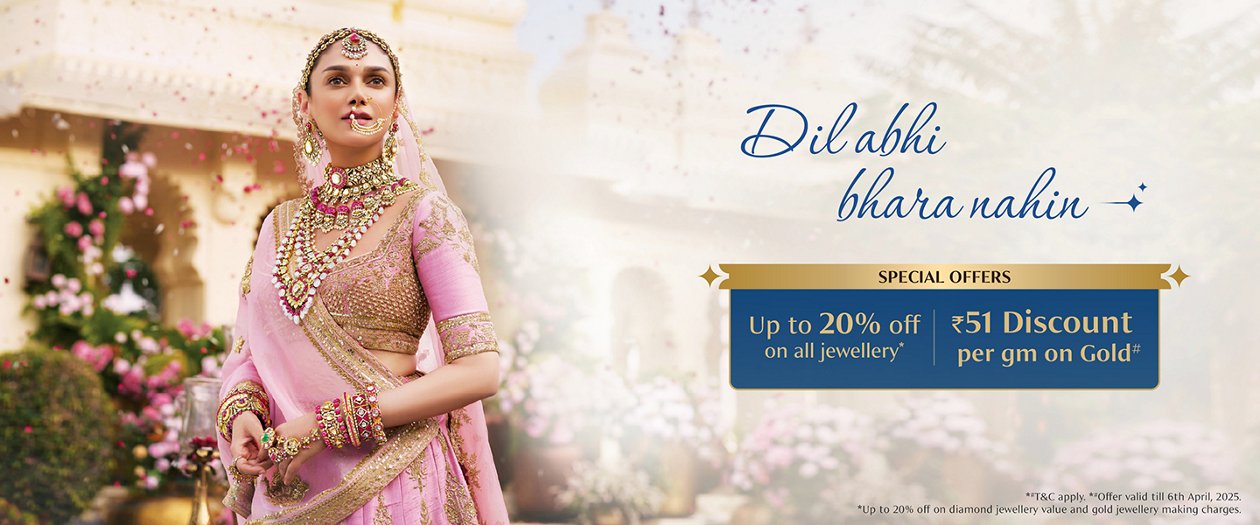 Dil abhi
bhara nahin
SPECIAL OFFERS
Up to 20% off
on all jewellery*
₹51 Discount
per gm on Gold#
*#T&C apply. *#Offer valid till 6th April, 2025.
*Up to 20% off on diamond jewellery value and gold jewellery making charges.